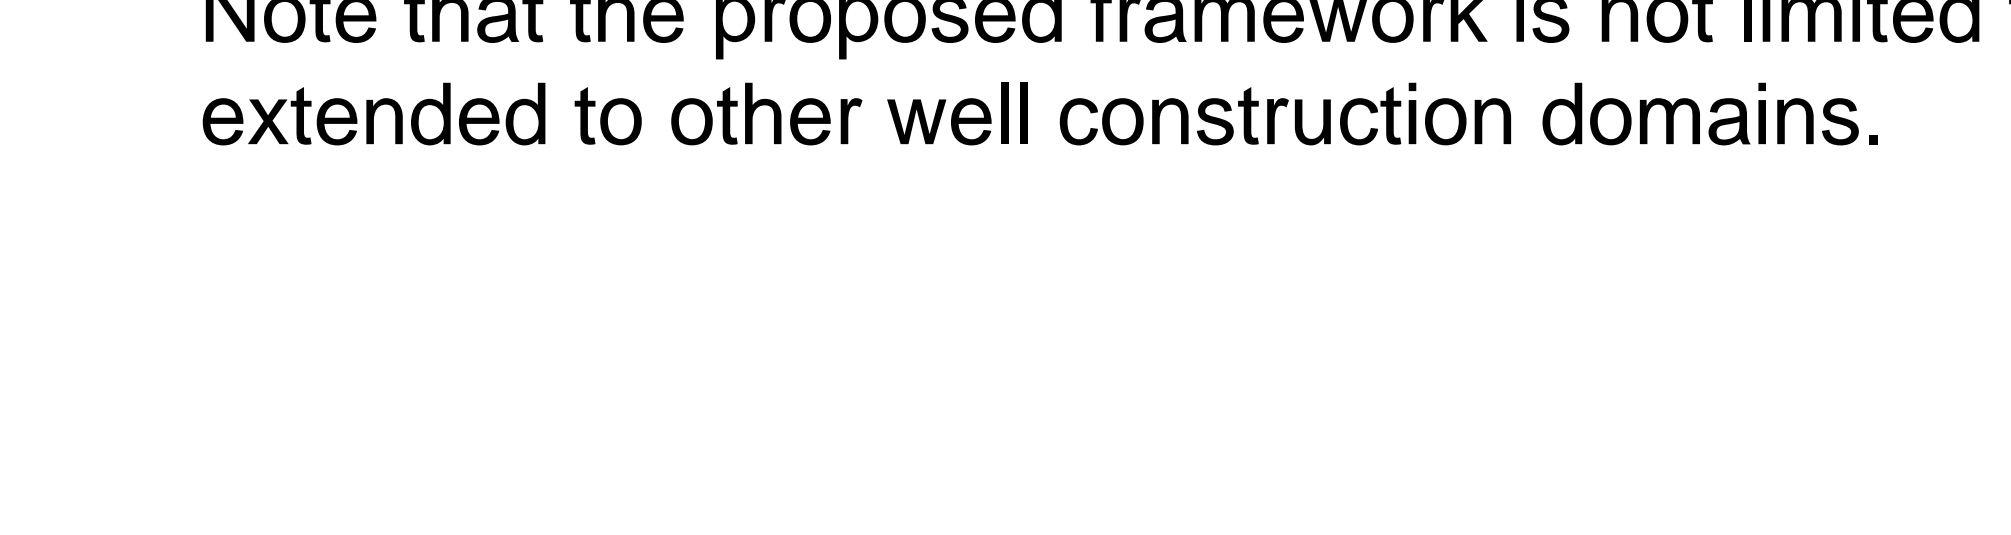 Note that the proposed framework is not limited
extended to other well construction domains.